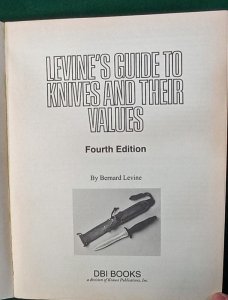 LEVINE'S GUIDE TO
KNIVES AND THEIR
VALUES
Fourth Edition
By Bernard Levine
DBI BOOKS
a division of Krause Publications, Inc.